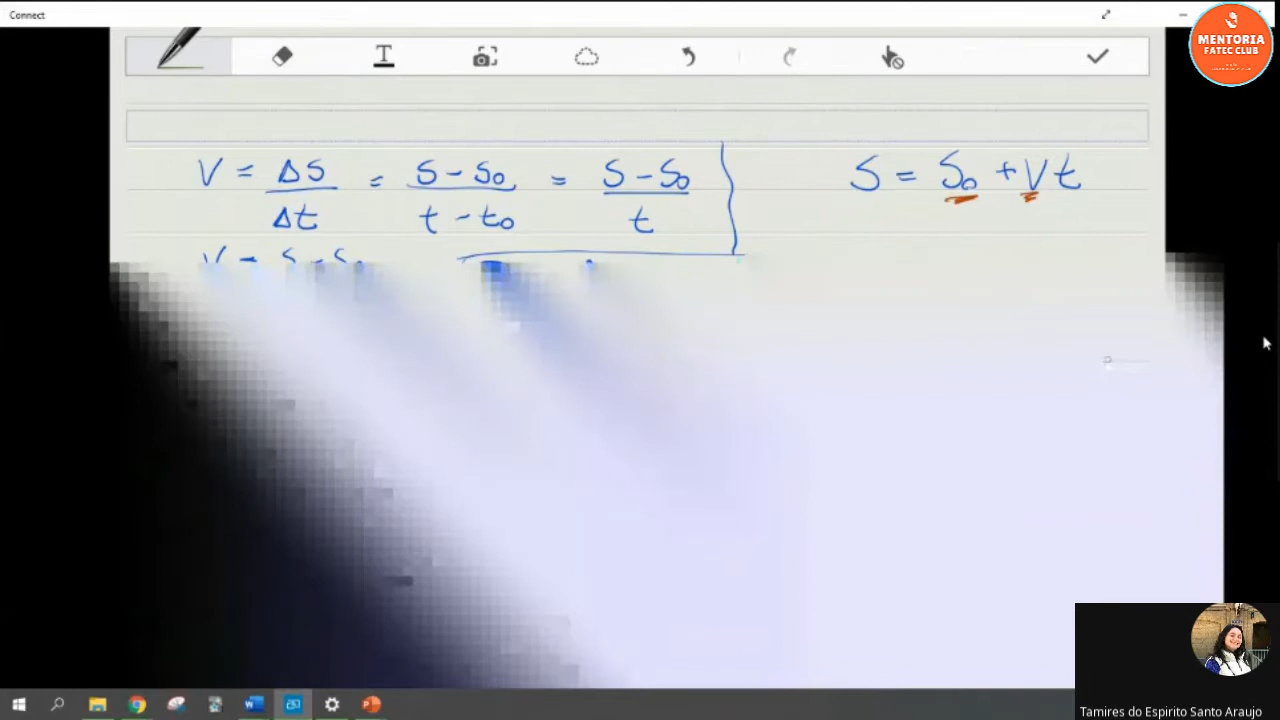 Connect
MENTORIA
FATEC CLUB
V = ΔS/Δt = S - S₀/t - t₀ = S - S₀/t
S = S₀ + Vt
Tamires do Espirito Santo Araujo